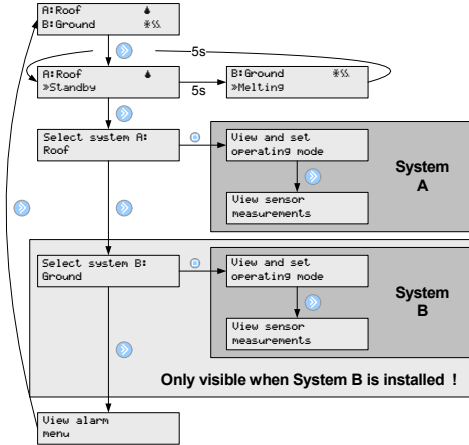 A:Roof
B:Ground
5s
A:Roof
»Standby
B:Ground
»Melting
5s
Select system A:
Roof
View and set
operating mode
System
A
View sensor
measurements
Select system B:
Ground
View and set
operating mode
System
B
View sensor
measurements
Only visible when System B is installed !
View alarm
menu